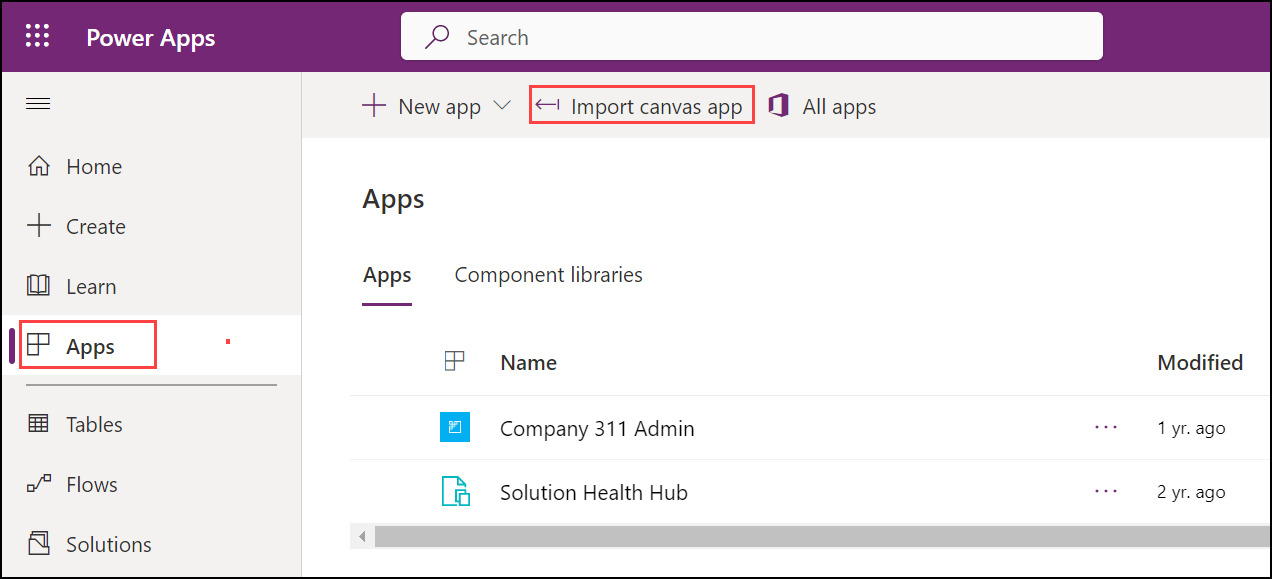 Power Apps
Search
New app
Import canvas app
All apps
Home
Create
Learn
Apps
Tables
Flows
Solutions
Apps
Apps
Component libraries
Name
Modified
Company 311 Admin
... 1 yr. ago
Solution Health Hub
... 2 yr. ago